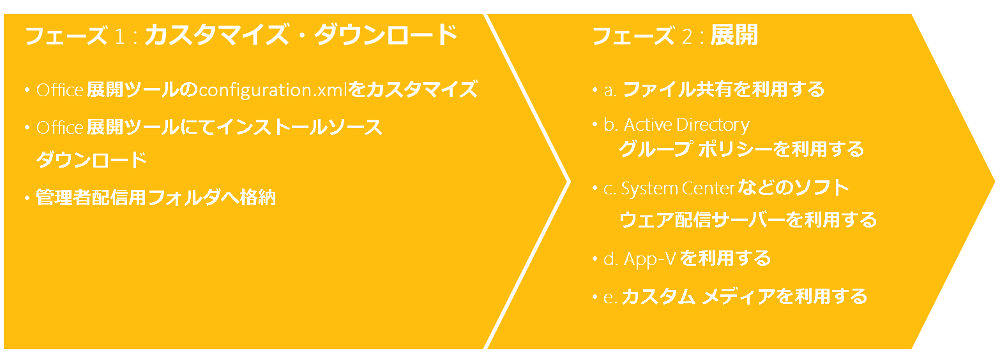 フェーズ 1 : カスタマイズ・ダウンロード
• Office 展開ツールのconfiguration.xmlをカスタマイズ
• Office 展開ツールにてインストールソース
ダウンロード
• 管理者配信用フォルダへ格納
フェーズ 2 : 展開
• a. ファイル共有を利用する
• b. Active Directory
グループ ポリシーを利用する
• c. System Center などのソフト
ウェア配信サーバーを利用する
• d. App-V を利用する
• e. カスタム メディアを利用する